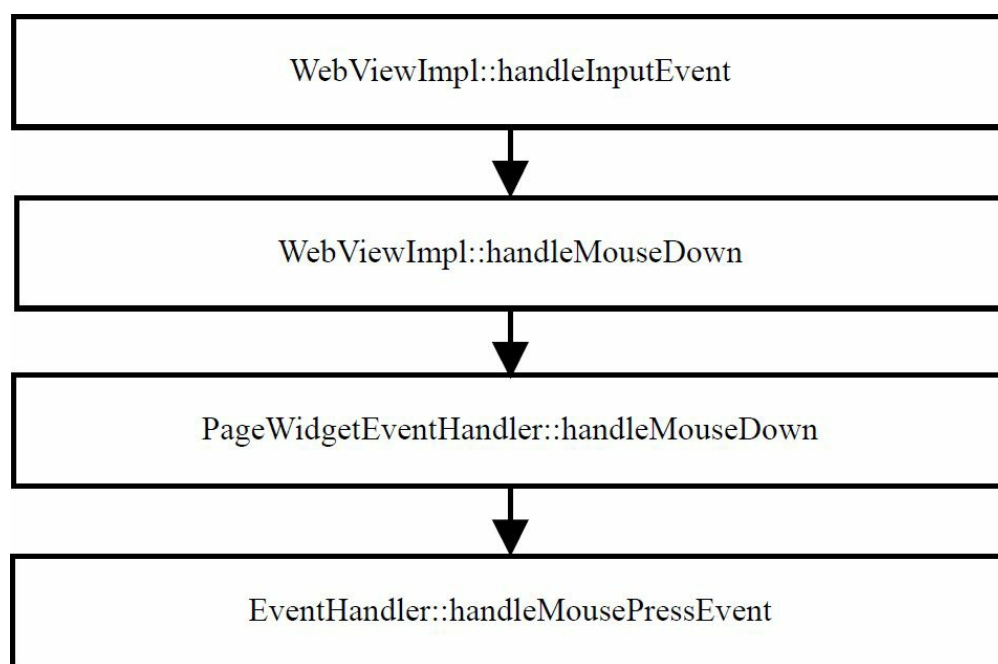 WebViewImpl::handleInputEvent
WebViewImpl::handleMouseDown
PageWidgetEventHandler::handleMouseDown
EventHandler::handleMousePressEvent